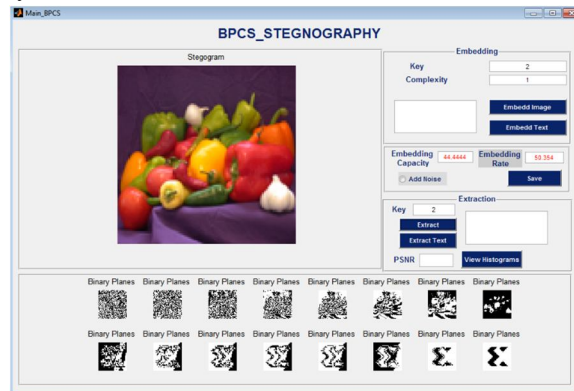 Main_BPCS
BPCS_STEGNOGRAPHY
Stegogram
Embedding
Key 2
Complexity 1
Embedd Image
Embedd Text
Embedding Capacity 44.4444 Embedding Rate 50.354
Add Noise Save
Extraction
Key 2
Extract
Extract Text
PSNR View Histograms
Binary Planes Binary Planes Binary Planes Binary Planes Binary Planes Binary Planes Binary Planes Binary Planes
Binary Planes Binary Planes Binary Planes Binary Planes Binary Planes Binary Planes Binary Planes Binary Planes